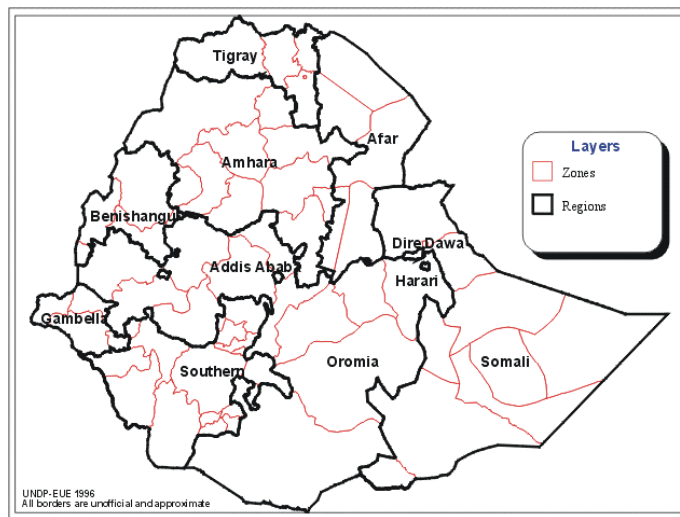 Tigray
Afar
Amhara
Layers
Zones
Regions
Benishangu
Dire Dawa
Addis Ababa
Harari
Gambella
Oromia
Somali
Southern
UNDP-EUE 1996
All borders are unofficial and approximate